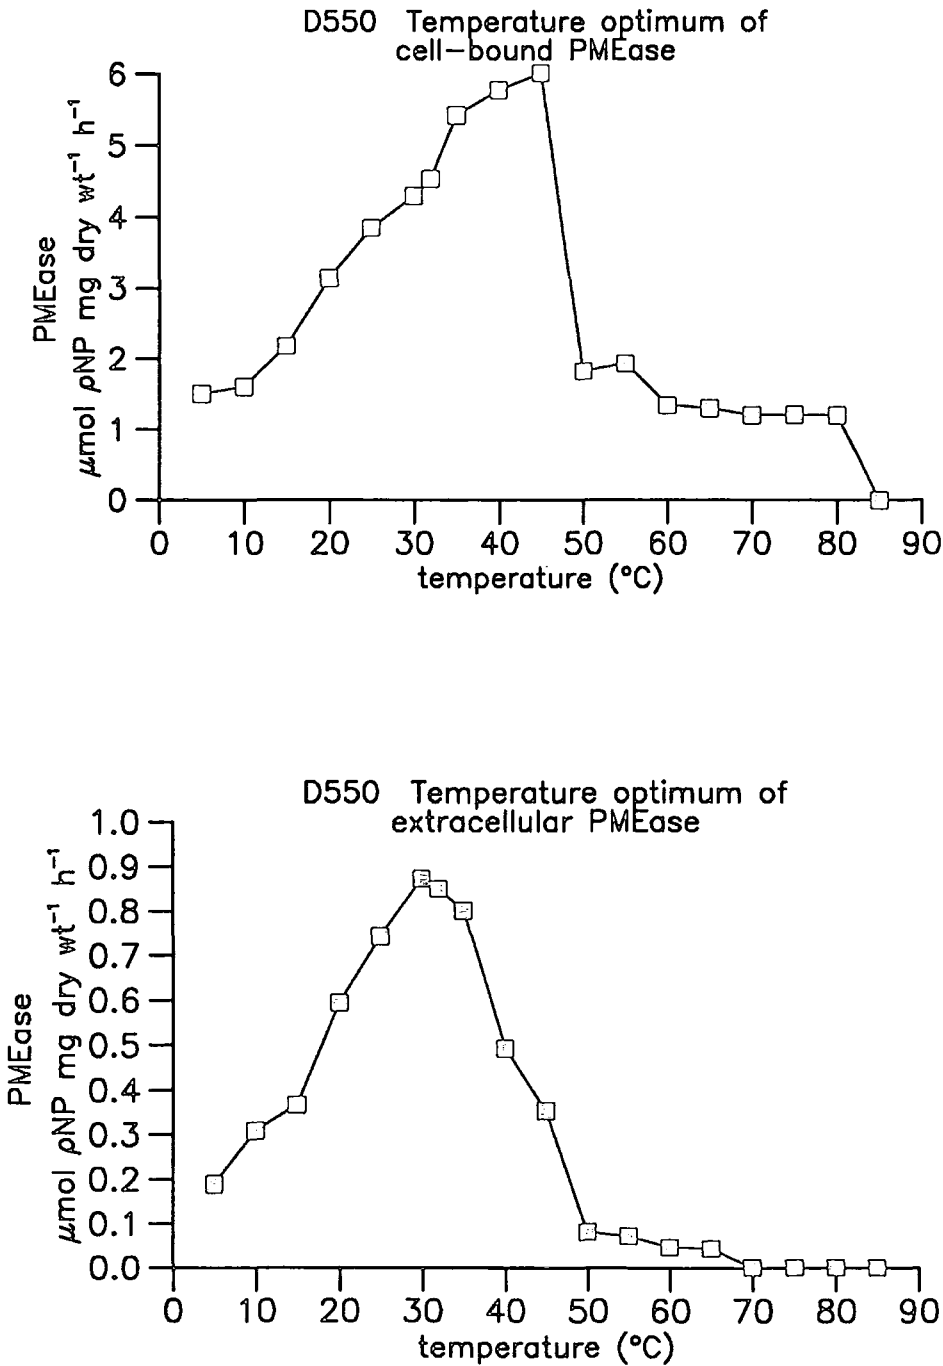 D550 Temperature optimum of
cell-bound PMEase
6
5
4
3
2
1
0
PMEase
μmol ρNP mg dry wt⁻¹ h⁻¹
0 10 20 30 40 50 60 70 80 90
temperature (°C)
D550 Temperature optimum of
extracellular PMEase
1.0
0.9
0.8
0.7
0.6
0.5
0.4
0.3
0.2
0.1
0.0
PMEase
μmol ρNP mg dry wt⁻¹ h⁻¹
0 10 20 30 40 50 60 70 80 90
temperature (°C)